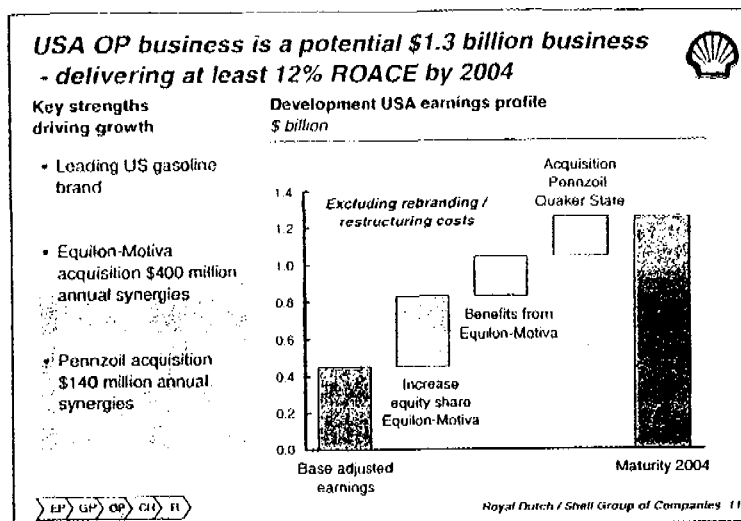 USA OP business is a potential $1.3 billion business
- delivering at least 12% ROACE by 2004
Key strengths
driving growth
• Leading US gasoline
brand
• Equilon-Motiva
acquisition $400 million
annual synergies
• Pennzoil acquisition
$140 million annual
synergies
Development USA earnings profile
$ billion
Excluding rebranding /
restructuring costs
Acquisition
Pennzoil
Quaker State
1.4
1.2
1.0
0.8
0.6
0.4
0.2
0.0
Benefits from
Equilon-Motiva
Increase
equity share
Equilon-Motiva
Base adjusted
earnings
Maturity 2004
EP GP OP CH
Royal Dutch / Shell Group of Companies 11